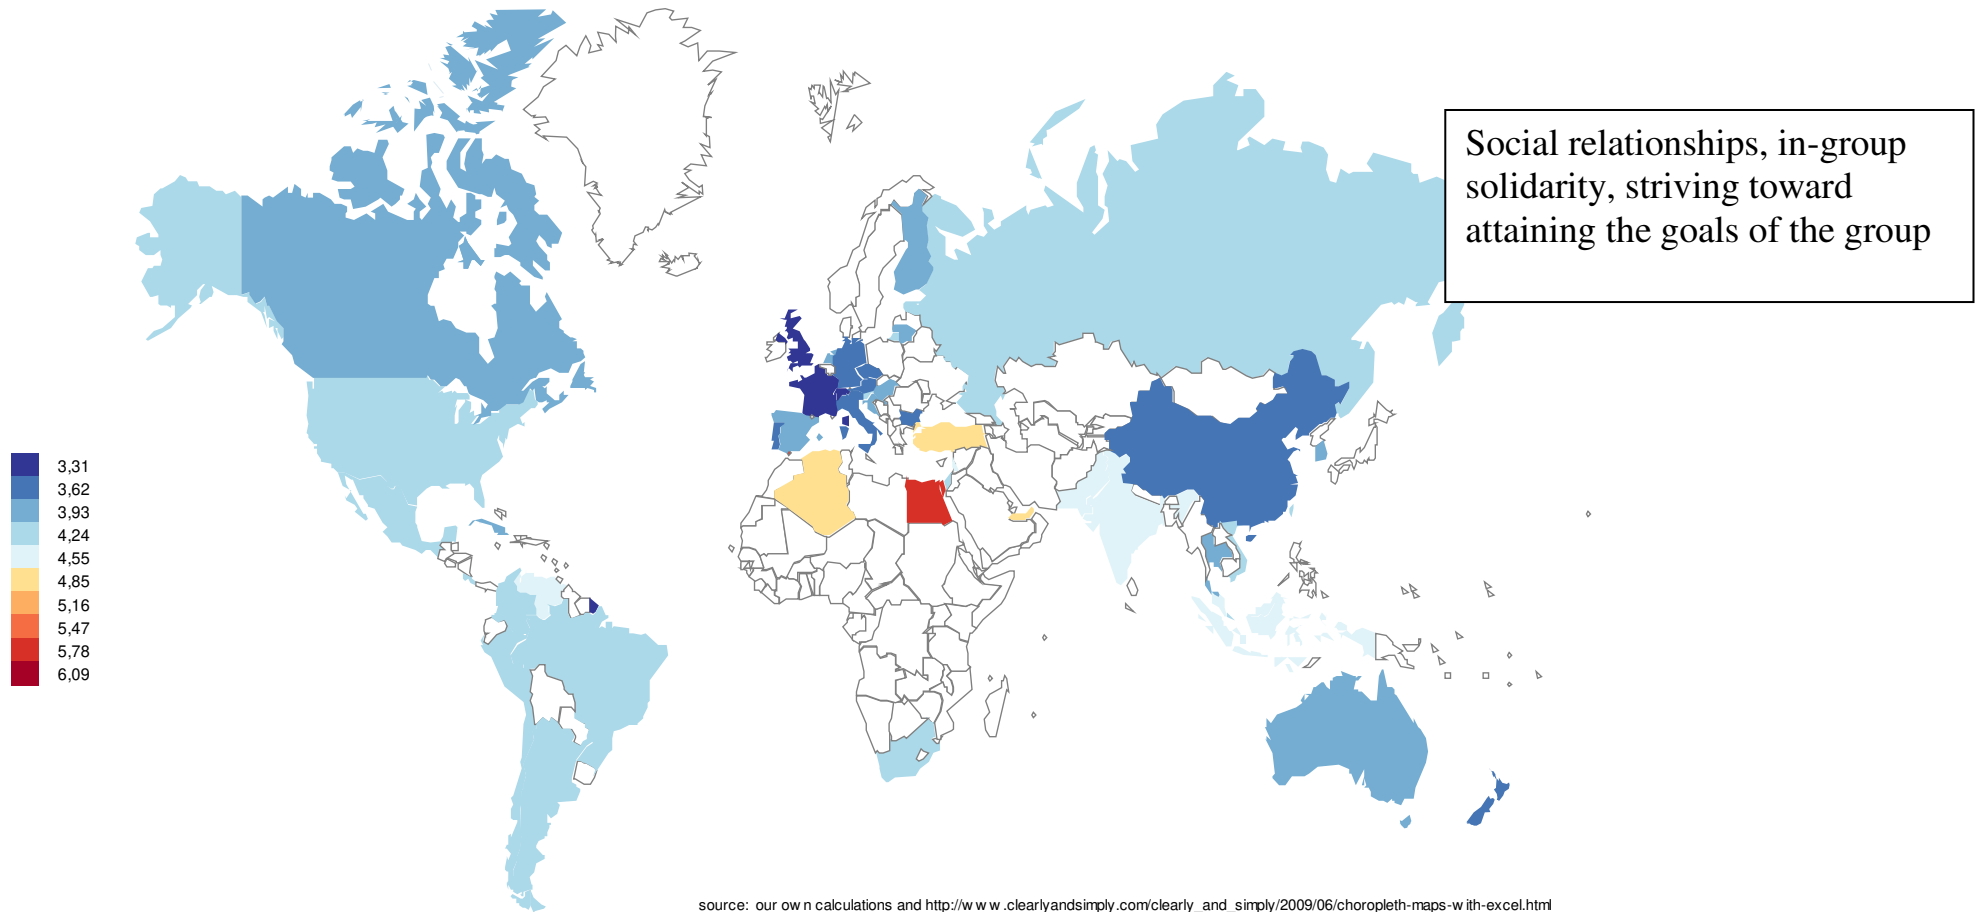 Social relationships, in-group
solidarity, striving toward
attaining the goals of the group
3,31
3,62
3,93
4,24
4,55
4,85
5,16
5,47
5,78
6,09
source: our own calculations and http://www.clearlyandsimply.com/clearly_and_simply/2009/06/choropleth-maps-with-excel.html